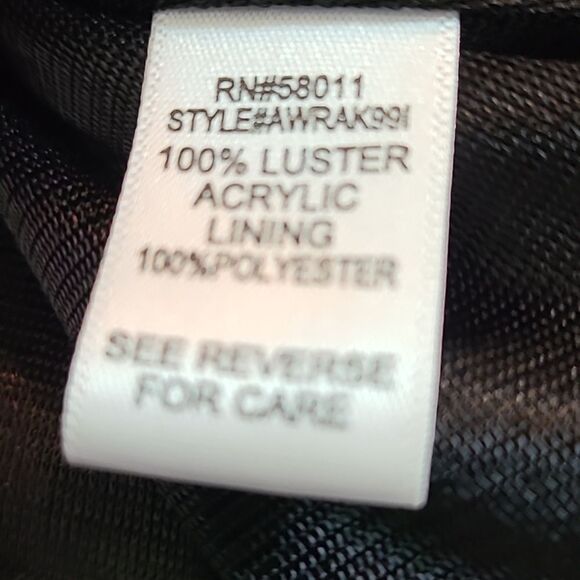 RN#58011
STYLE#AWRAK99I
100% LUSTER
ACRYLIC
LINING
100%POLYESTER
SEE REVERSE
FOR CARE